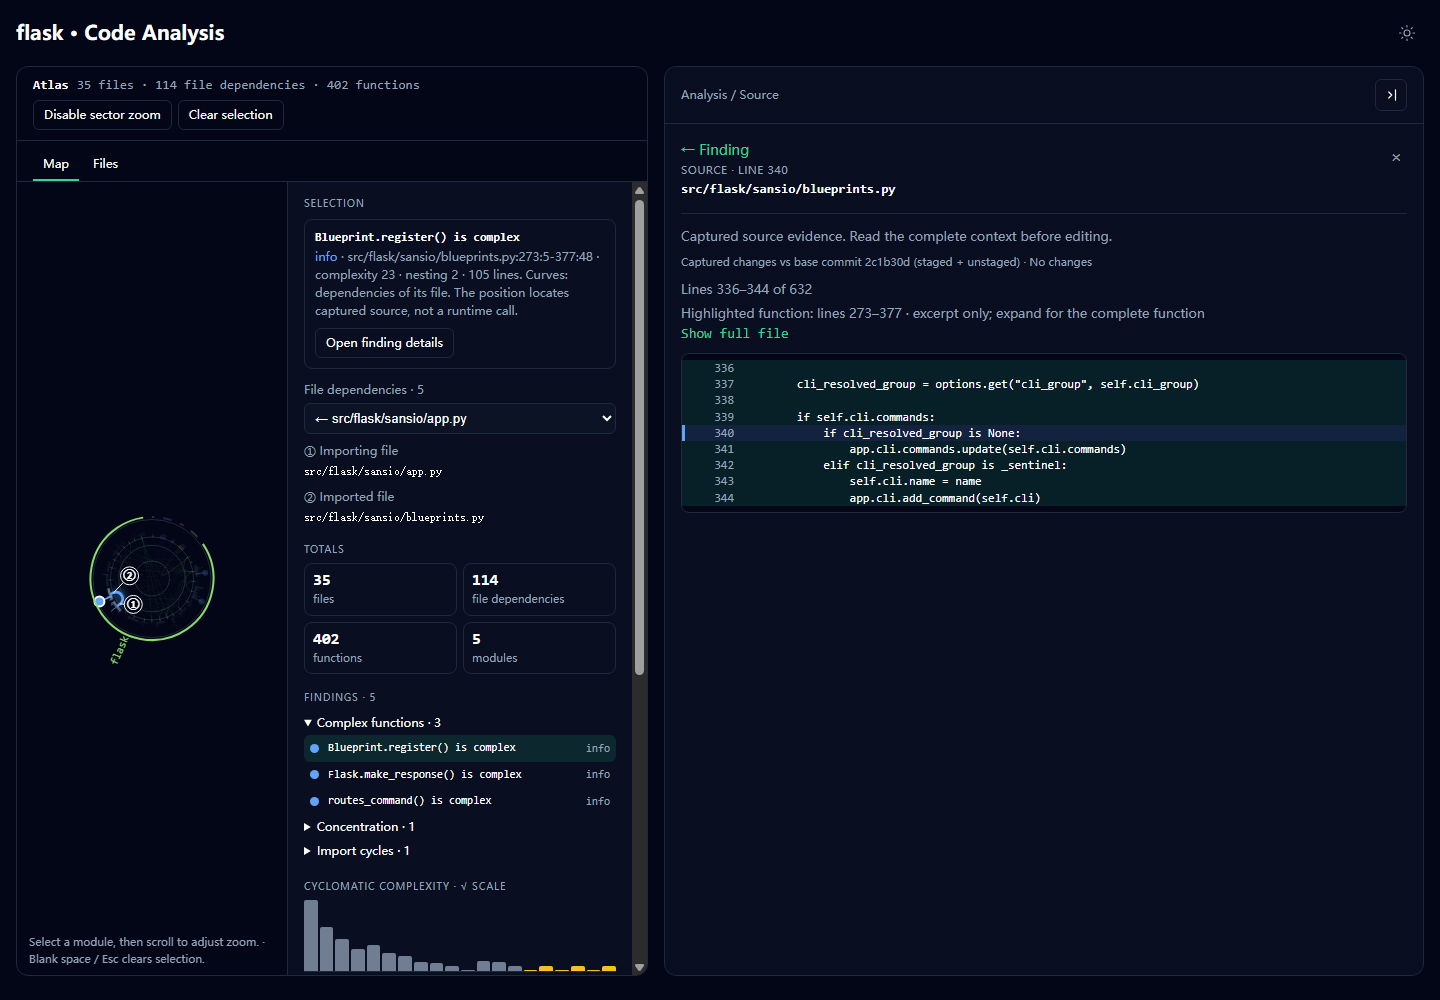 flask • Code Analysis
Atlas 35 files · 114 file dependencies · 402 functions
Disable sector zoom
Clear selection
Map
Files
flask
②
①
Select a module, then scroll to adjust zoom. ·
Blank space / Esc clears selection.
SELECTION
Blueprint.register() is complex
info · src/flask/sansio/blueprints.py:273:5-377:48 ·
complexity 23 · nesting 2 · 105 lines. Curves:
dependencies of its file. The position locates
captured source, not a runtime call.
Open finding details
File dependencies · 5
← src/flask/sansio/app.py
① Importing file
src/flask/sansio/app.py
② Imported file
src/flask/sansio/blueprints.py
TOTALS
35
files
114
file dependencies
402
functions
5
modules
FINDINGS · 5
▼ Complex functions · 3
Blueprint.register() is complex info
Flask.make_response() is complex info
routes_command() is complex info
▶ Concentration · 1
▶ Import cycles · 1
CYCLOMATIC COMPLEXITY · √ SCALE
Analysis / Source
← Finding
SOURCE · LINE 340
src/flask/sansio/blueprints.py
×
Captured source evidence. Read the complete context before editing.
Captured changes vs base commit 2c1b30d (staged + unstaged) · No changes
Lines 336–344 of 632
Highlighted function: lines 273–377 · excerpt only; expand for the complete function
Show full file
336
337 cli_resolved_group = options.get("cli_group", self.cli_group)
338
339 if self.cli.commands:
340 if cli_resolved_group is None:
341 app.cli.commands.update(self.cli.commands)
342 elif cli_resolved_group is _sentinel:
343 self.cli.name = name
344 app.cli.add_command(self.cli)